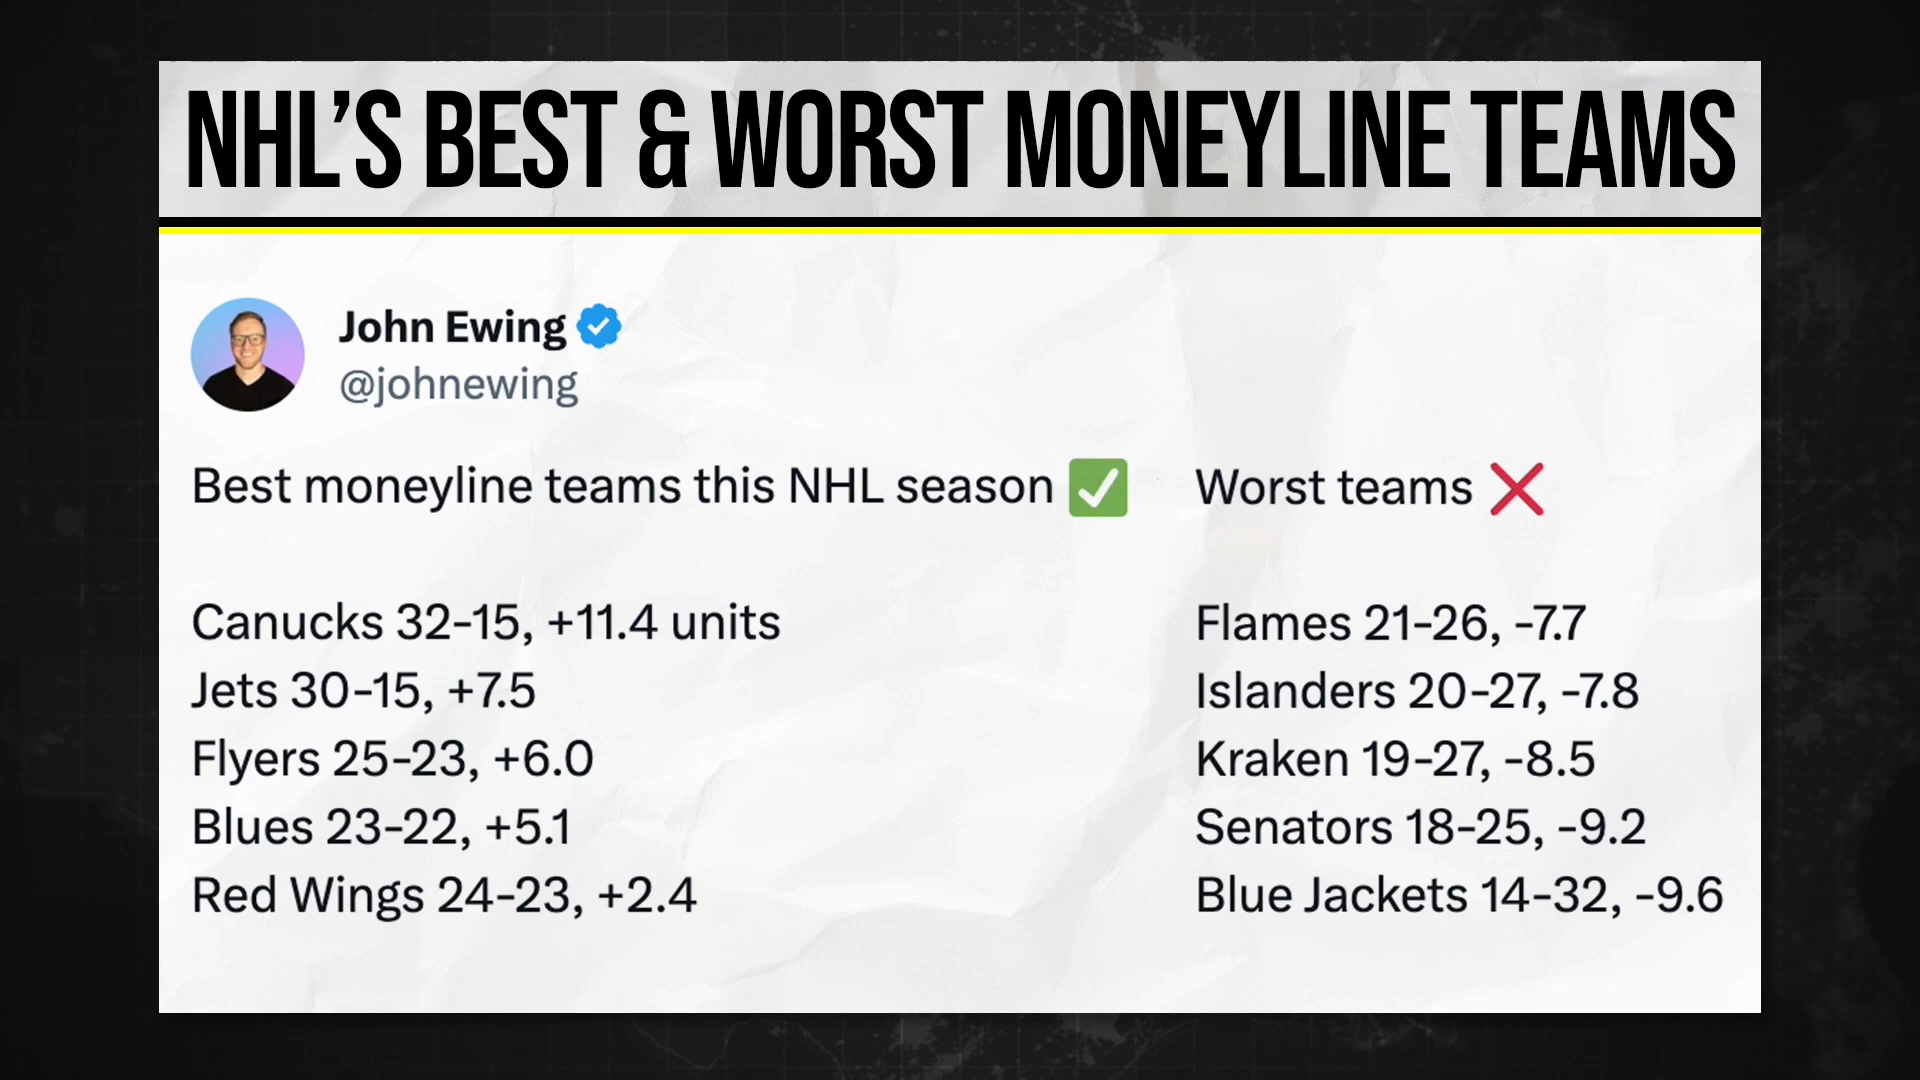 NHL'S BEST & WORST MONEYLINE TEAMS
John Ewing
@johnewing
Best moneyline teams this NHL season ✅
Canucks 32-15, +11.4 units
Jets 30-15, +7.5
Flyers 25-23, +6.0
Blues 23-22, +5.1
Red Wings 24-23, +2.4
Worst teams ❌
Flames 21-26, -7.7
Islanders 20-27, -7.8
Kraken 19-27, -8.5
Senators 18-25, -9.2
Blue Jackets 14-32, -9.6